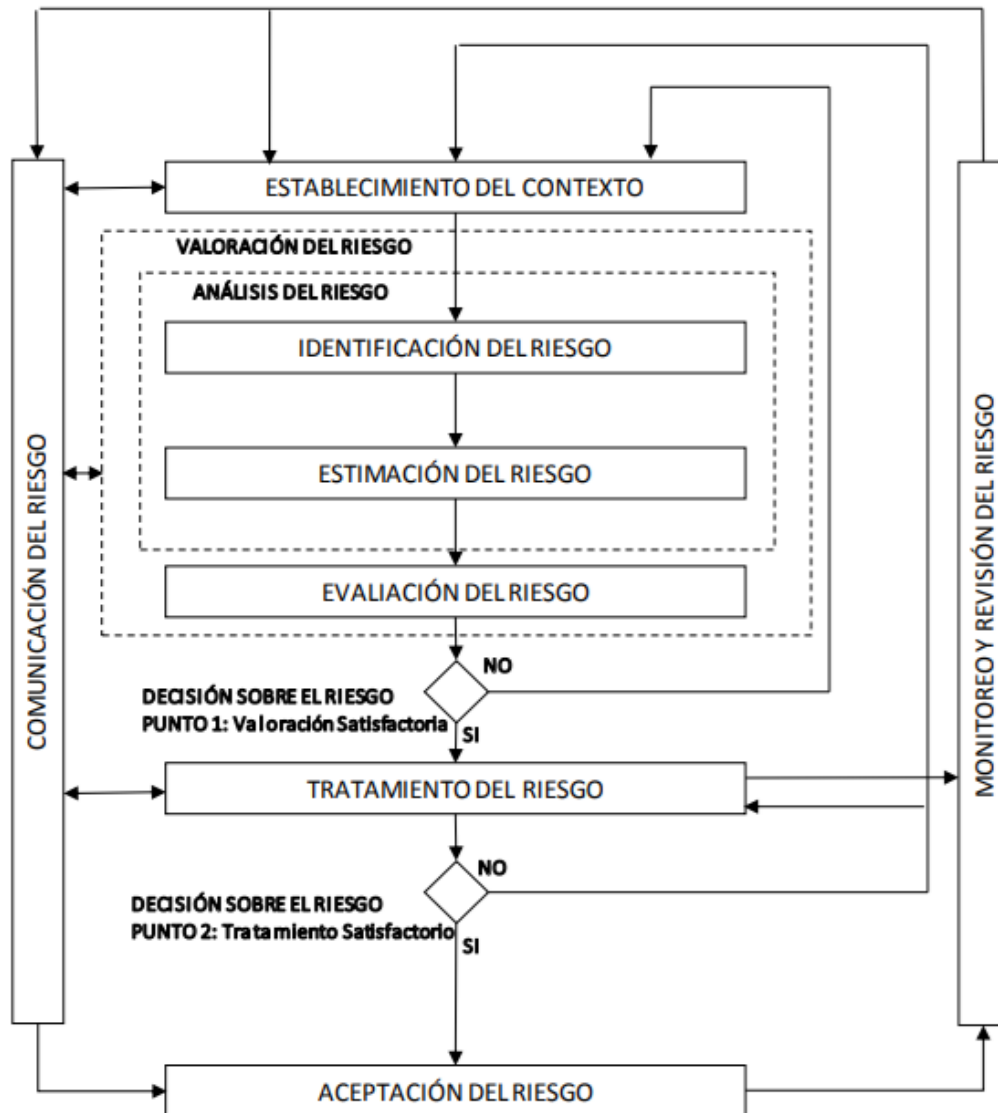 ESTABLECIMIENTO DEL CONTEXTO
VALORACIÓN DEL RIESGO
ANÁLISIS DEL RIESGO
IDENTIFICACIÓN DEL RIESGO
ESTIMACIÓN DEL RIESGO
EVALIACIÓN DEL RIESGO
NO
DECISIÓN SOBRE EL RIESGO
PUNTO 1: Valoración Satisfactoria
SI
TRATAMIENTO DEL RIESGO
NO
DECISIÓN SOBRE EL RIESGO
PUNTO 2: Tratamiento Satisfactorio
SI
ACEPTACIÓN DEL RIESGO
COMUNICACIÓN DEL RIESGO
MONITOREO Y REVISIÓN DEL RIESGO